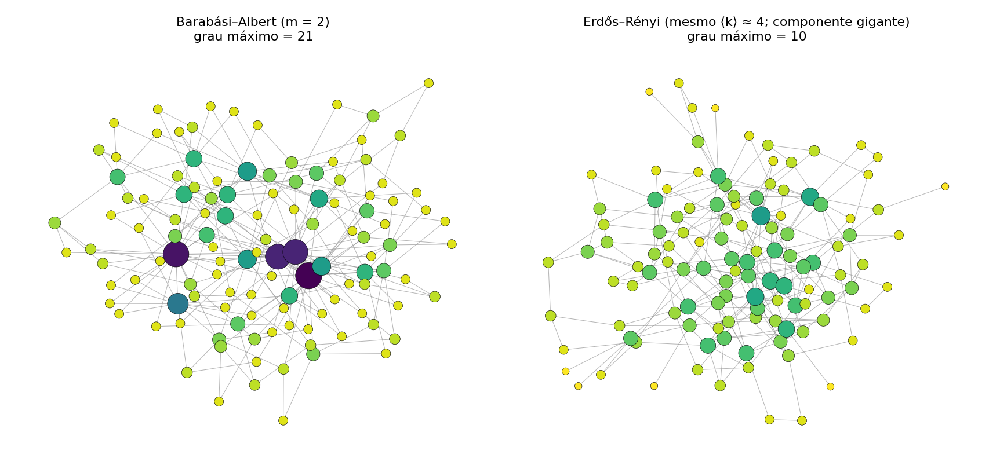 Barabási–Albert (m = 2)
grau máximo = 21
Erdős–Rényi (mesmo ⟨k⟩ ≈ 4; componente gigante)
grau máximo = 10